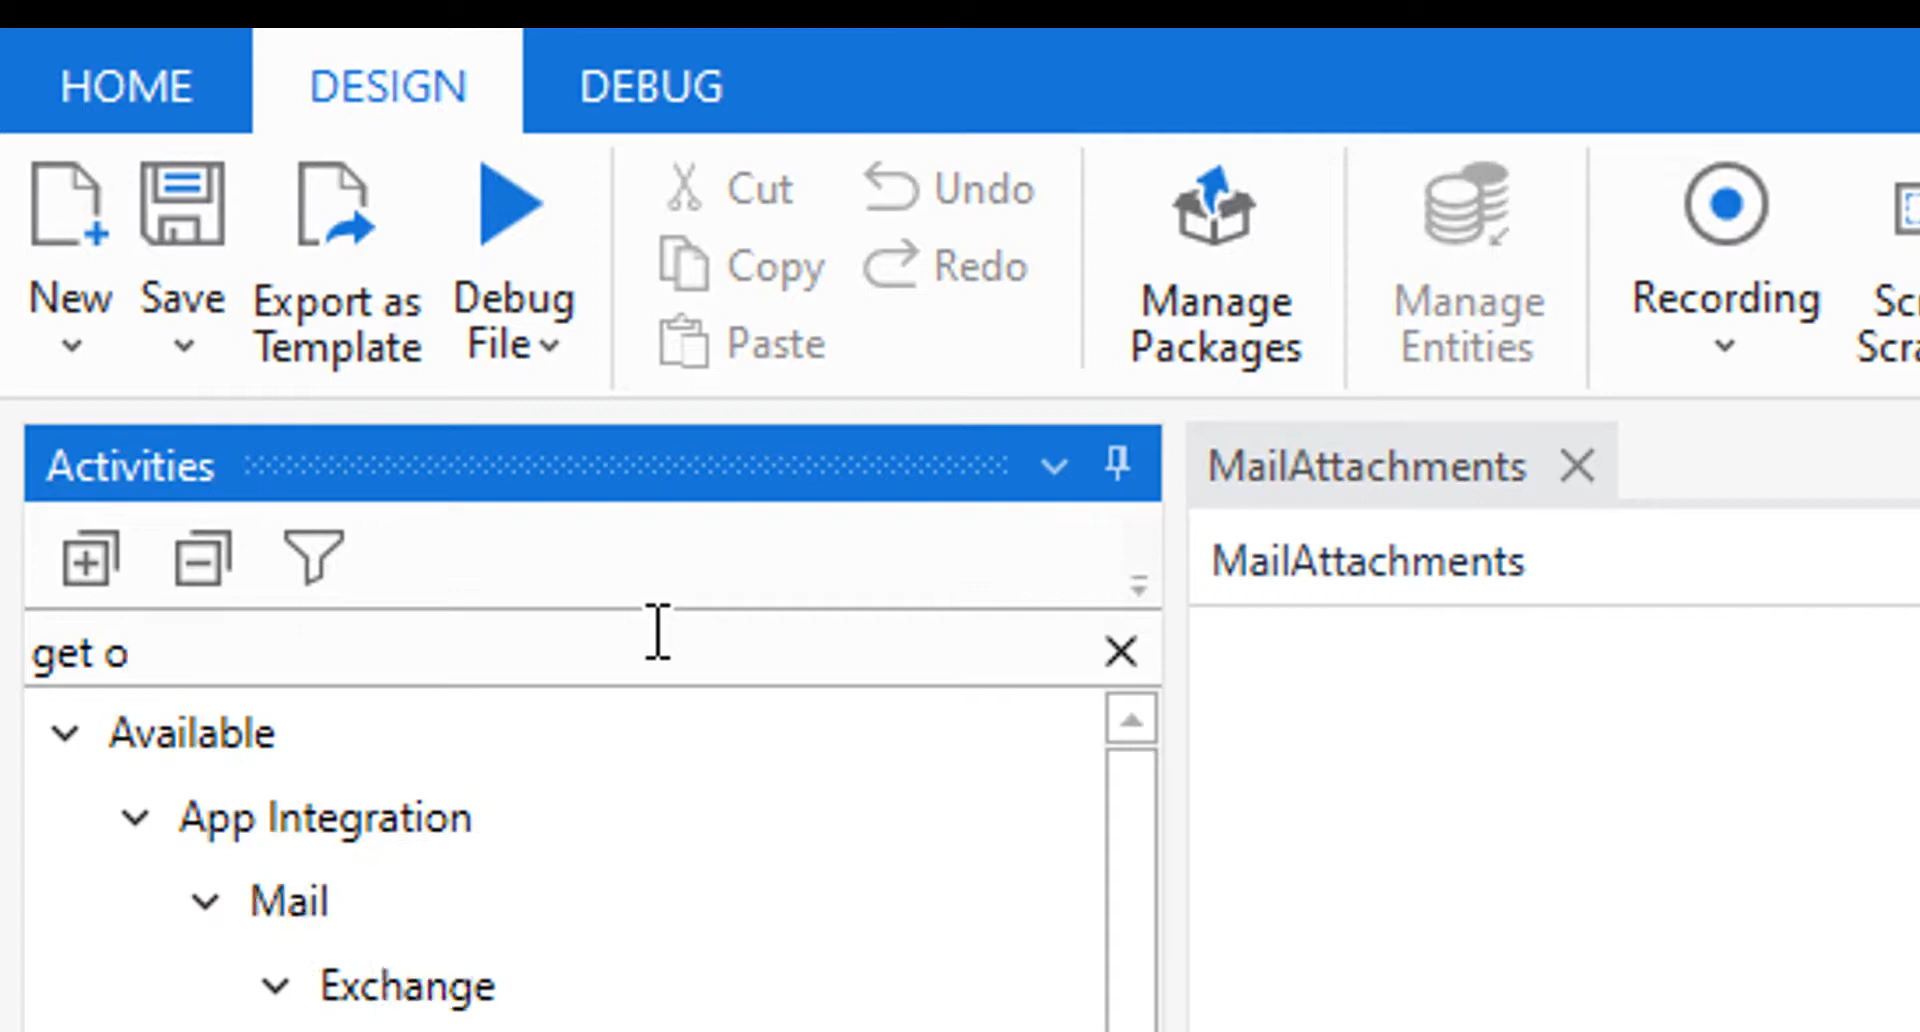 HOME DESIGN DEBUG
New Save Export as Template Debug File
Cut Undo
Copy Redo
Paste
Manage Packages
Manage Entities
Recording
Activities
MailAttachments
MailAttachments
get o
Available
App Integration
Mail
Exchange